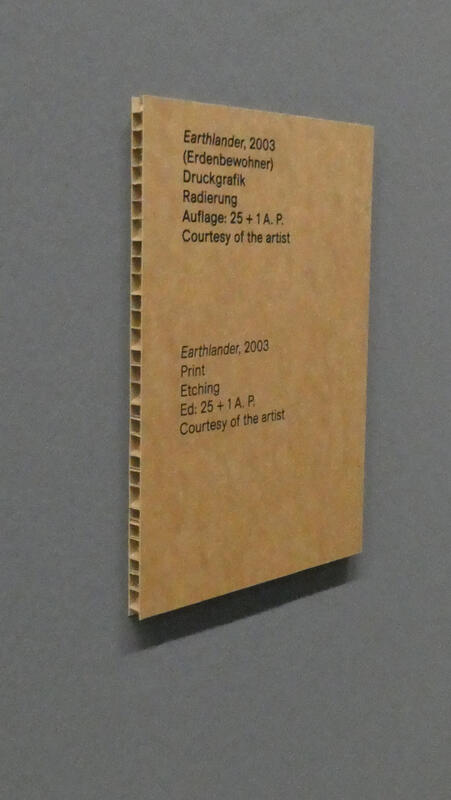 Earthlander, 2003
(Erdenbewohner)
Druckgrafik
Radierung
Auflage: 25 + 1 A. P.
Courtesy of the artist
Earthlander, 2003
Print
Etching
Ed: 25 + 1 A. P.
Courtesy of the artist